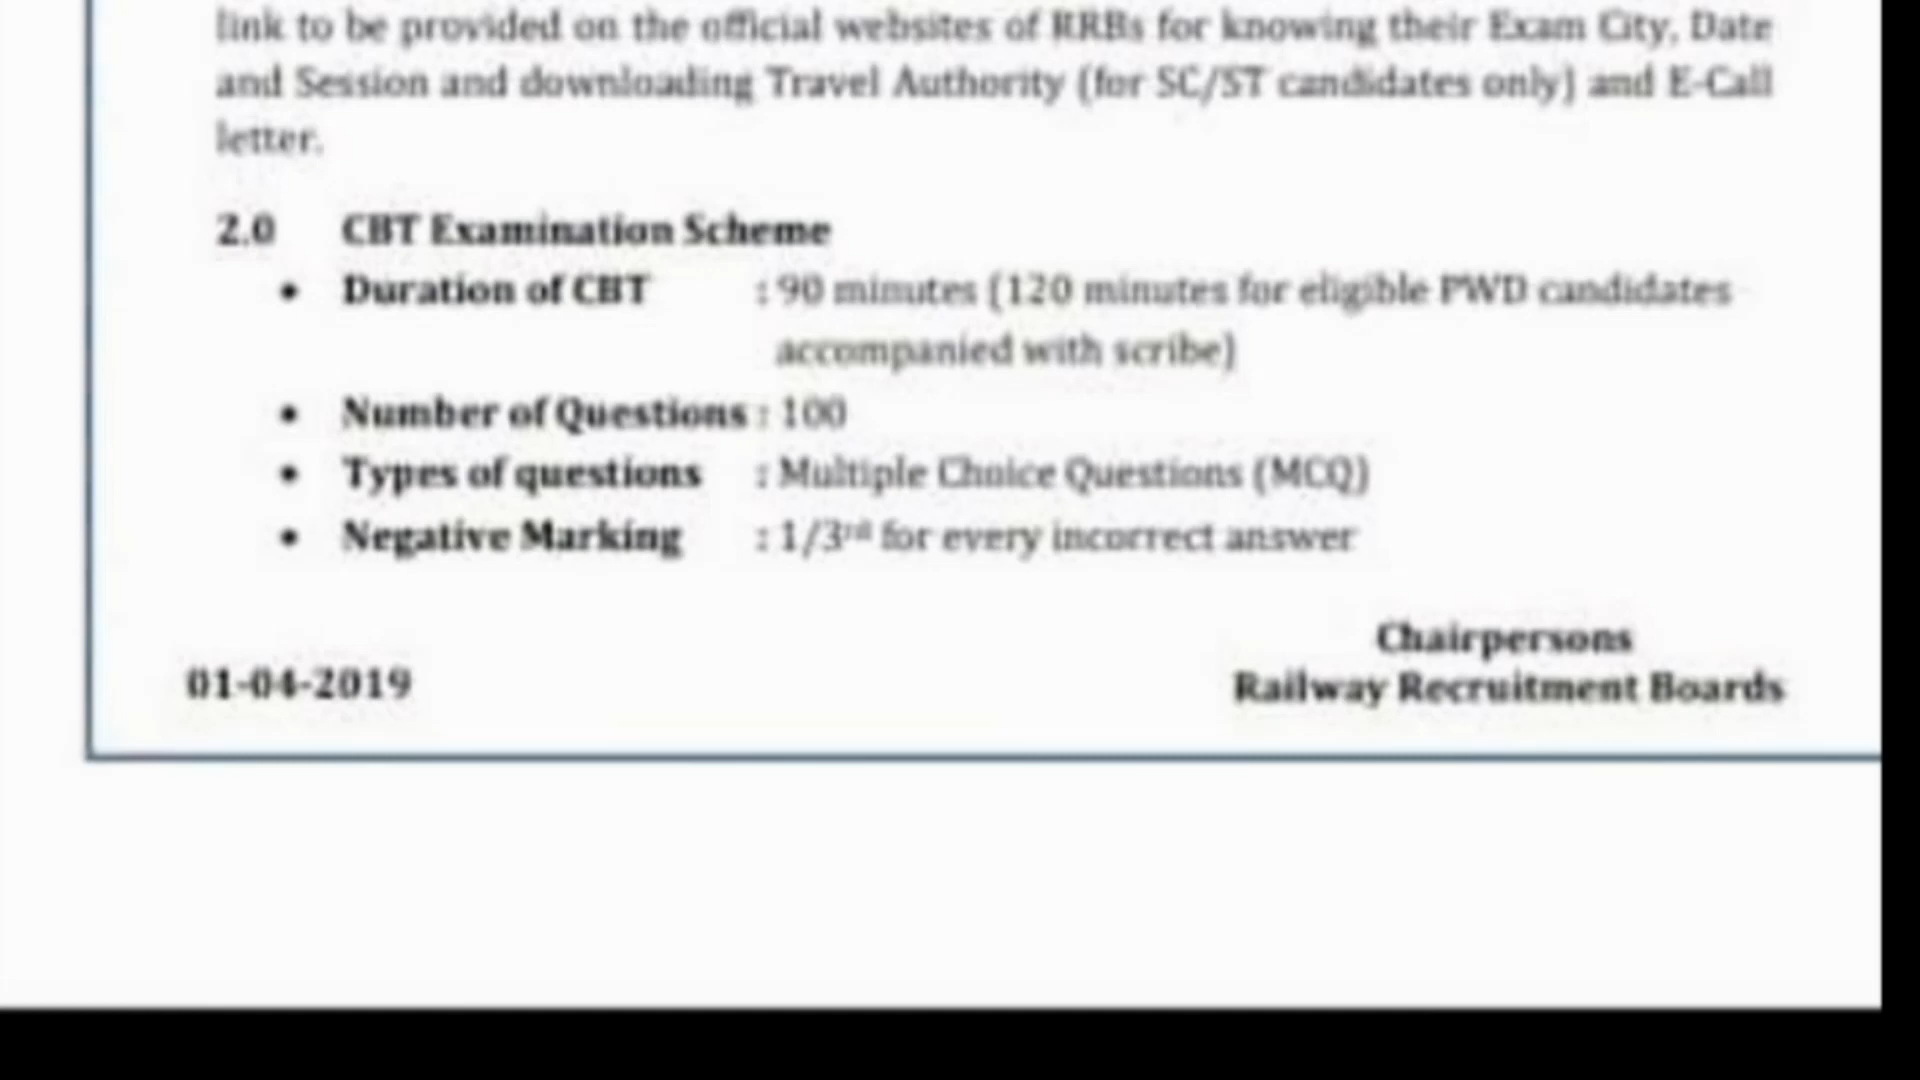 link to be provided on the official websites of RRBs for knowing their Exam City, Date
and Session and downloading Travel Authority (for SC/ST candidates only) and E-Call
letter.
2.0 CBT Examination Scheme
• Duration of CBT : 90 minutes (120 minutes for eligible PWD candidates
accompanied with scribe)
• Number of Questions : 100
• Types of questions : Multiple Choice Questions (MCQ)
• Negative Marking : 1/3rd for every incorrect answer
Chairpersons
01-04-2019 Railway Recruitment Boards